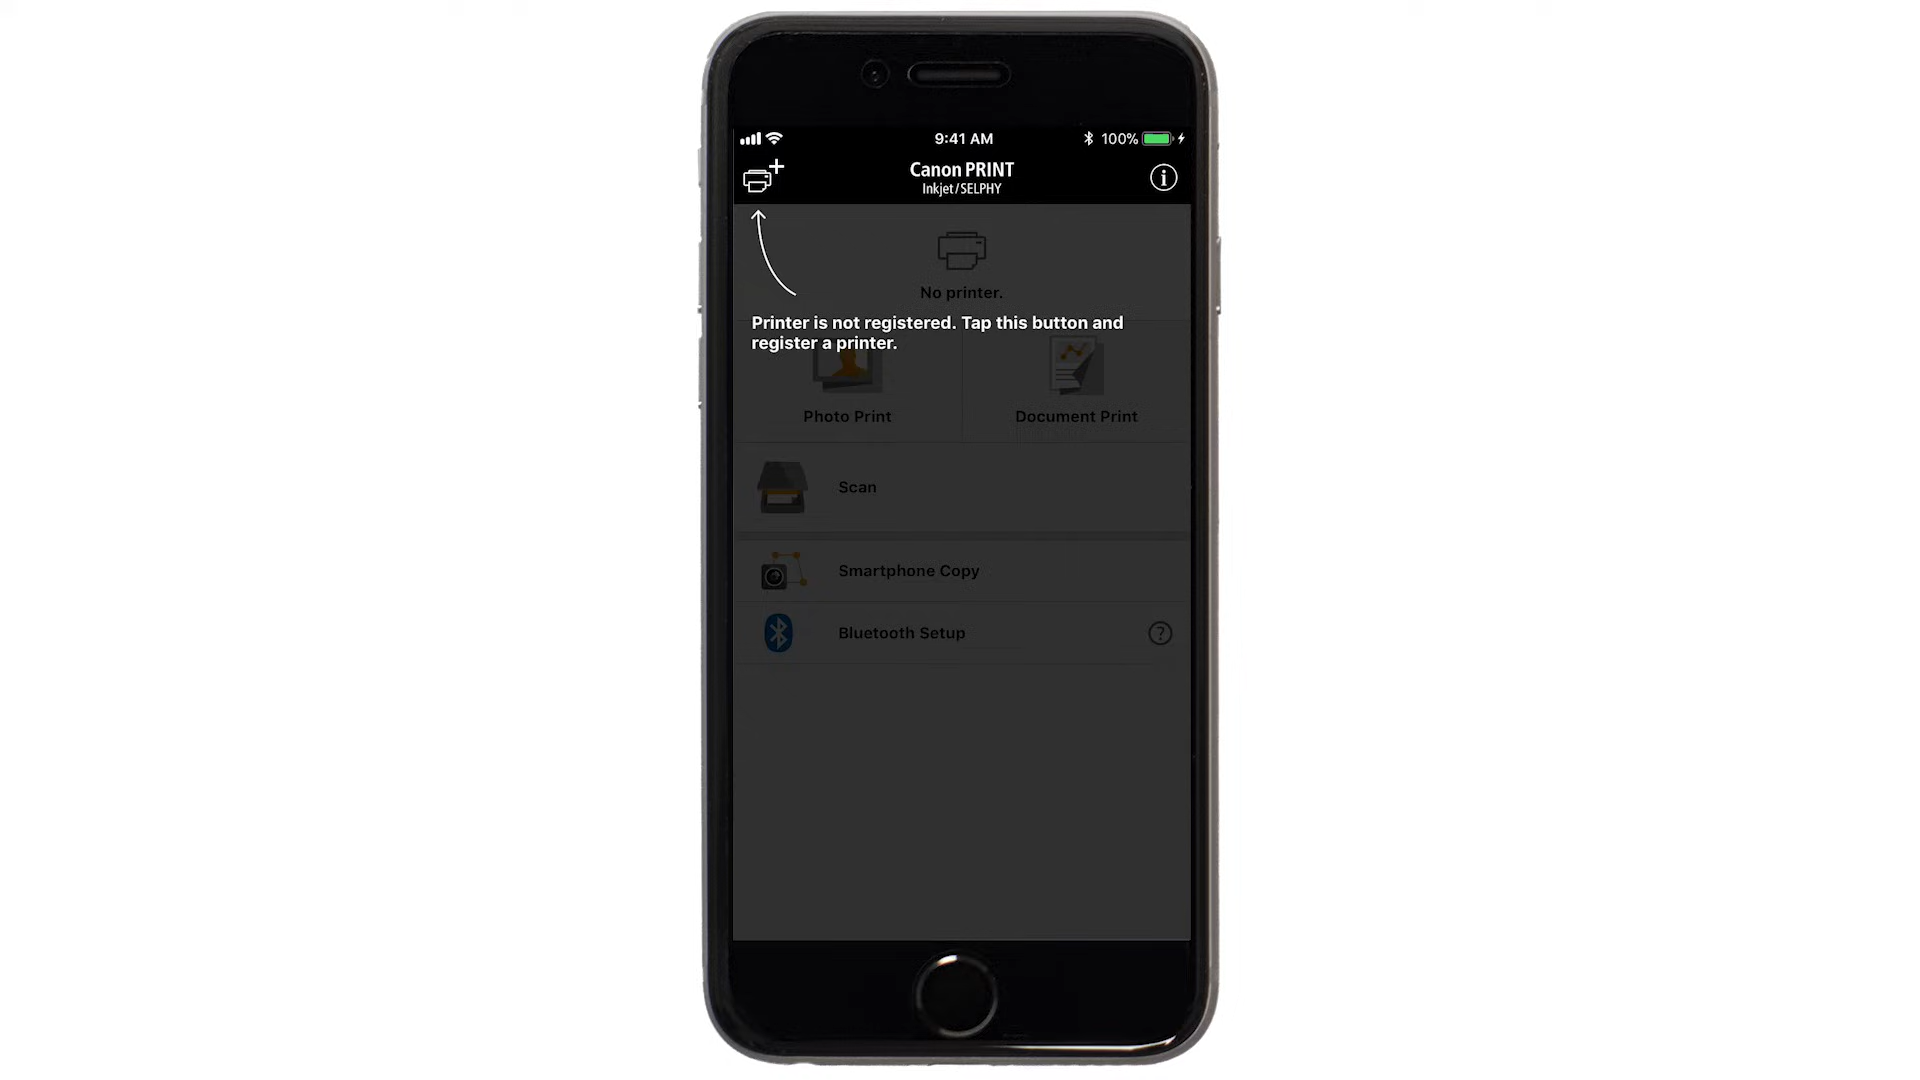 9:41 AM
100%
Canon PRINT
Inkjet/SELPHY
No printer.
Printer is not registered. Tap this button and
register a printer.
Photo Print
Document Print
Scan
Smartphone Copy
Bluetooth Setup
?